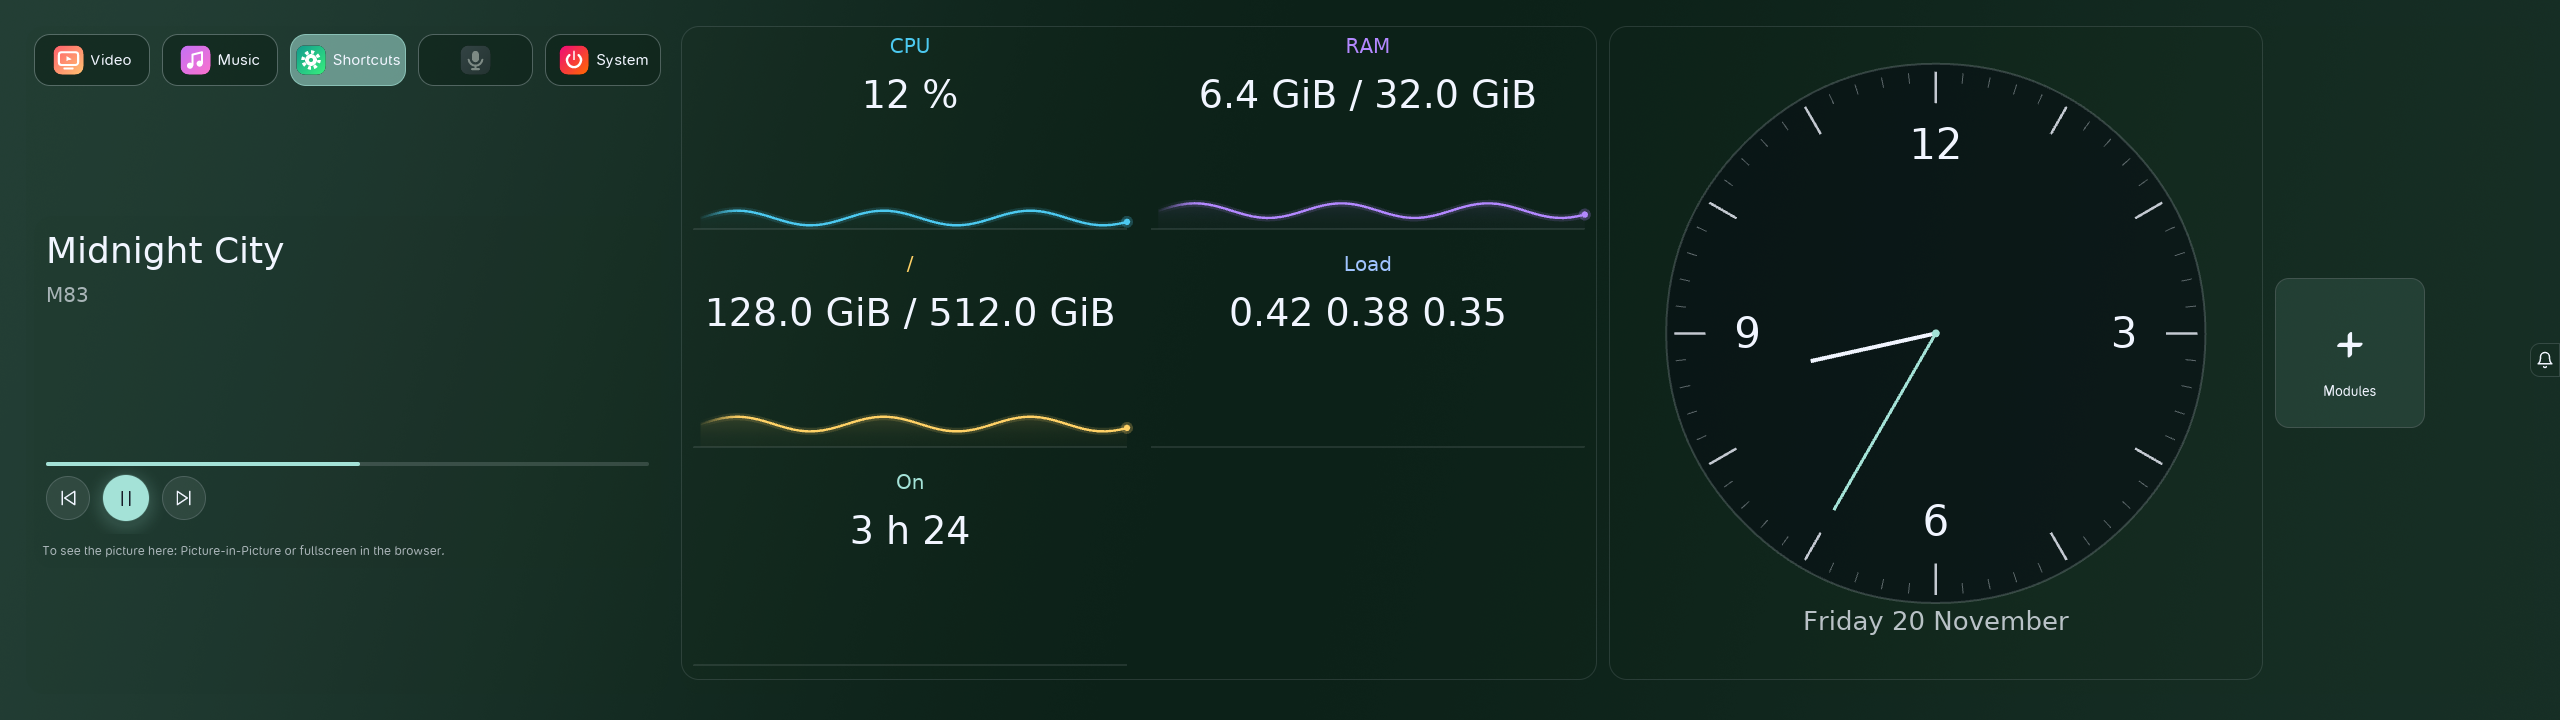 Video
Music
Shortcuts
System
Midnight City
M83
To see the picture here: Picture-in-Picture or fullscreen in the browser.
CPU
12 %
RAM
6.4 GiB / 32.0 GiB
/
128.0 GiB / 512.0 GiB
Load
0.42 0.38 0.35
On
3 h 24
12
9
3
6
Friday 20 November
Modules